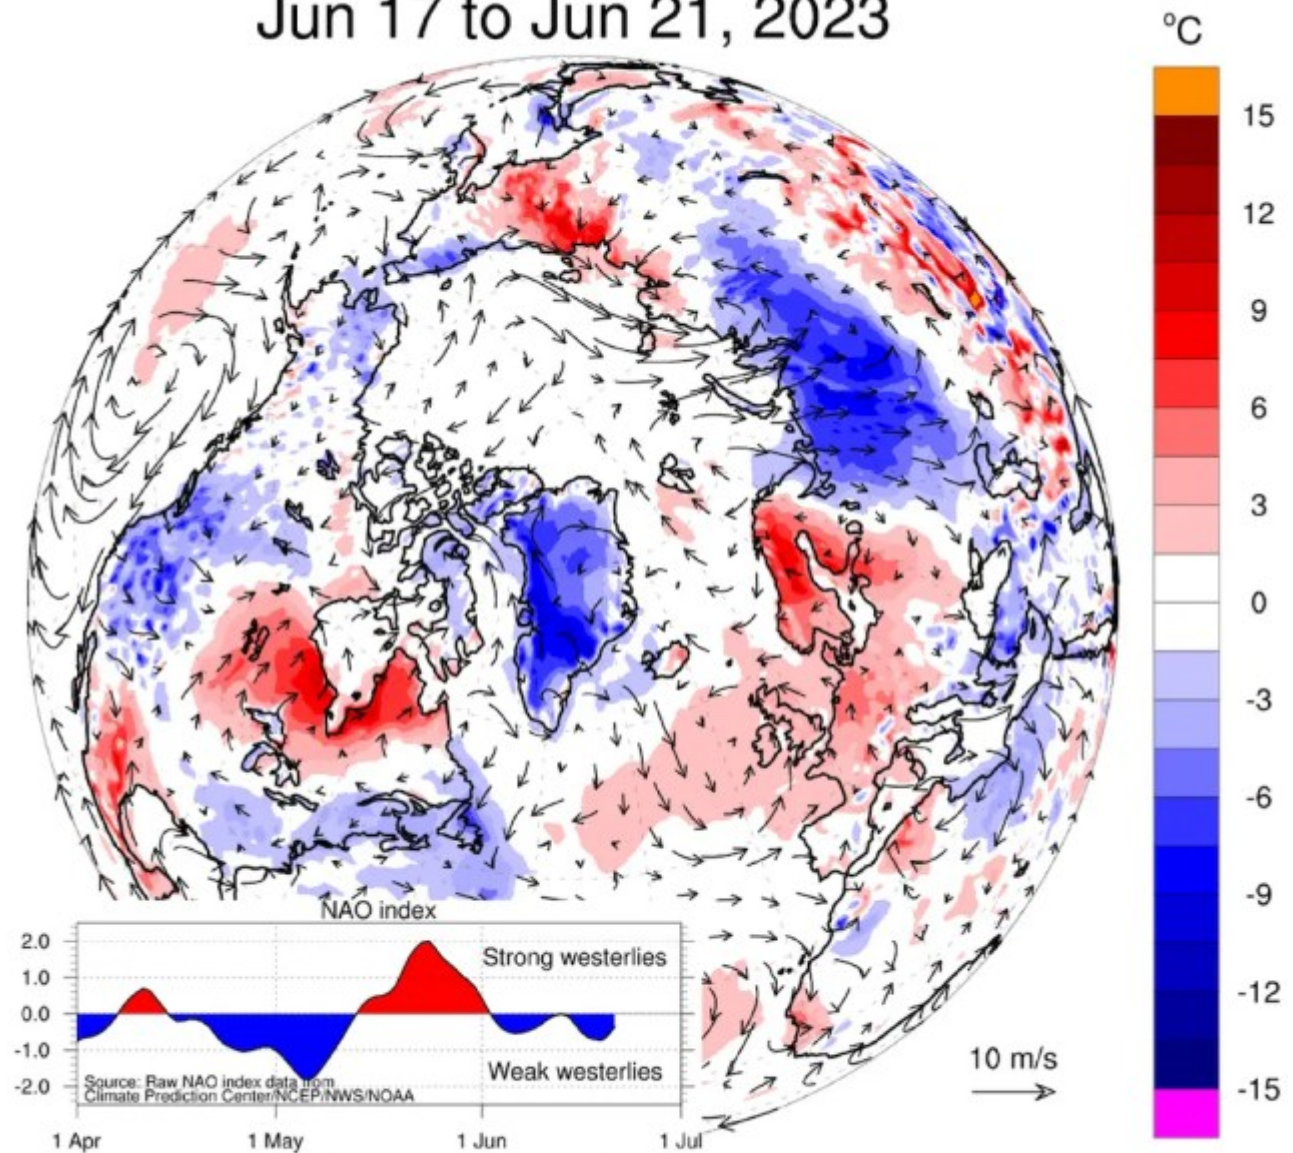 Jun 17 to Jun 21, 2023
ºC
15
12
9
6
3
0
-3
-6
-9
-12
-15
NAO index
2.0
1.0
0.0
-1.0
-2.0
Strong westerlies
Weak westerlies
Source: Raw NAO index data from
Climate Prediction Center/NCEP/NWS/NOAA
1 Apr
1 May
1 Jun
1 Jul
10 m/s